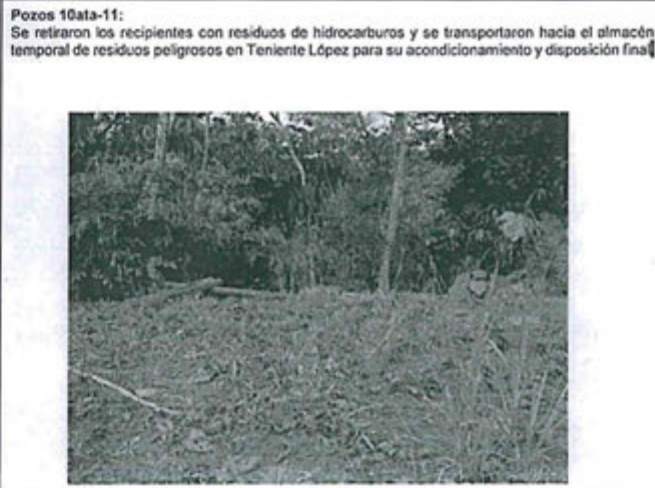 Pozos 10ata-11:
Se retiraron los recipientes con residuos de hidrocarburos y se transportaron hacia el almacén
temporal de residuos peligrosos en Teniente López para su acondicionamiento y disposición final